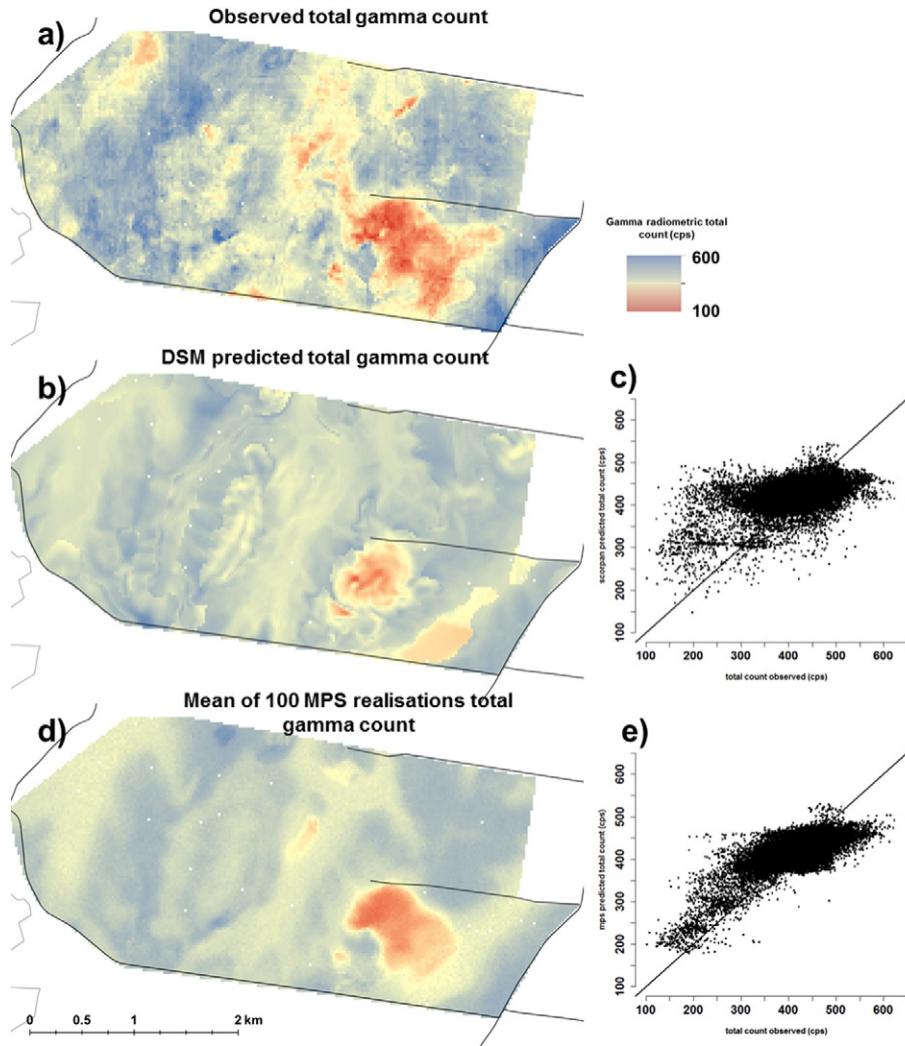 Observed total gamma count
a)
Gamma radiometric total
count (cps)
600
100
DSM predicted total gamma count
b)
c)
scorpan predicted total count (cps)
600
500
400
300
200
100
100 200 300 400 500 600
total count observed (cps)
Mean of 100 MPS realisations total
gamma count
d)
e)
mps predicted total count (cps)
600
500
400
300
200
100
100 200 300 400 500 600
total count observed (cps)
0 0.5 1 2 km